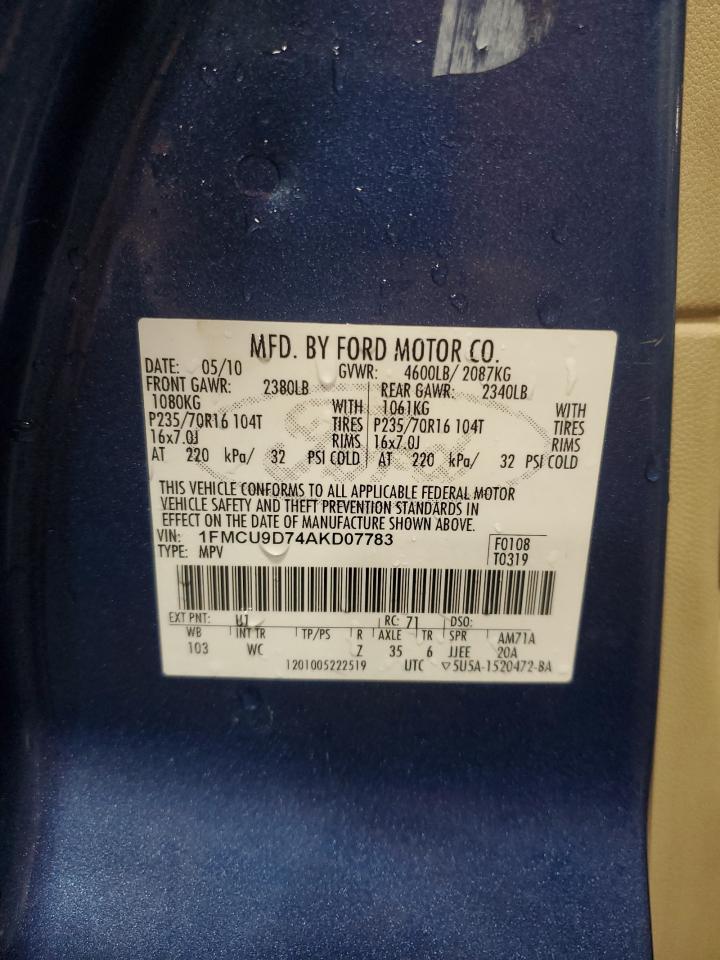 MFD. BY FORD MOTOR CO.
DATE: 05/10 GVWR: 4600LB/ 2087KG
FRONT GAWR: 2380LB REAR GAWR: 2340LB
1080KG WITH 1061KG WITH
P235/70R16 104T TIRES P235/70R16 104T TIRES
16x7.0J RIMS 16x7.0J RIMS
AT 220 kPa/ 32 PSI COLD AT 220 kPa/ 32 PSI COLD
THIS VEHICLE CONFORMS TO ALL APPLICABLE FEDERAL MOTOR
VEHICLE SAFETY AND THEFT PREVENTION STANDARDS IN
EFFECT ON THE DATE OF MANUFACTURE SHOWN ABOVE.
VIN: 1FMCU9D74AKD07783 F0108
TYPE: MPV T0319
EXT PNT: RC: 71 DSO:
WB INT TR TP/PS R AXLE TR SPR AM71A
103 WC Z 35 6 JJEE 20A
1201005222519 UTC ▽5U5A-1520472-BA